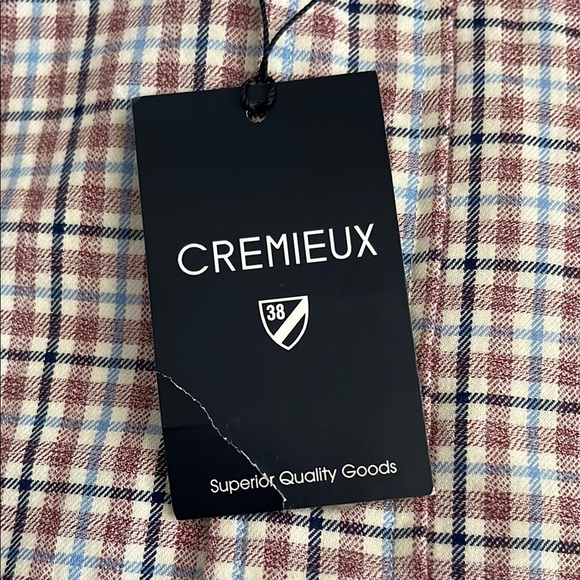 CREMIEUX
38
Superior Quality Goods